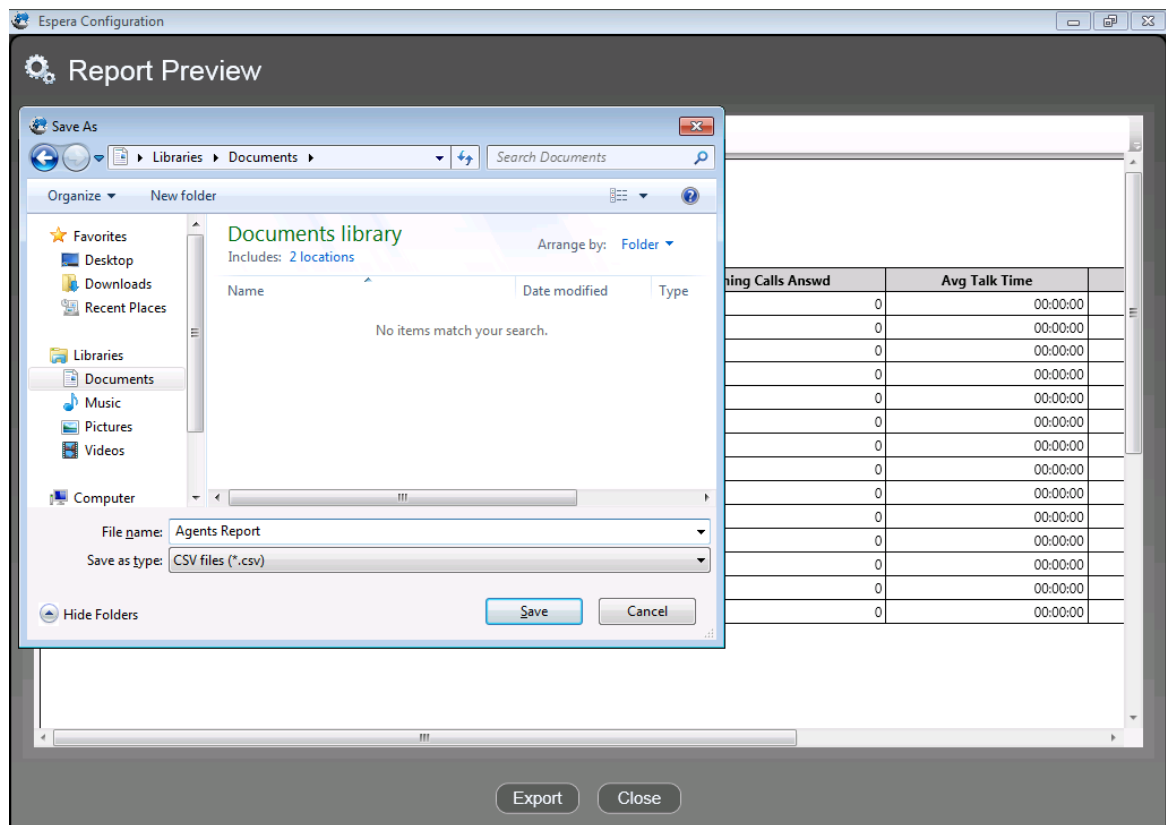 Espera Configuration
Report Preview
Save As
Libraries Documents
Search Documents
Organize New folder
Favorites
Desktop
Downloads
Recent Places
Libraries
Documents
Music
Pictures
Videos
Computer
Documents library
Includes: 2 locations
Arrange by: Folder
Name Date modified Type
No items match your search.
File name: Agents Report
Save as type: CSV files (*.csv)
Hide Folders
Save Cancel
Calls Answd Avg Talk Time
0 00:00:00
0 00:00:00
0 00:00:00
0 00:00:00
0 00:00:00
0 00:00:00
0 00:00:00
0 00:00:00
0 00:00:00
0 00:00:00
0 00:00:00
0 00:00:00
0 00:00:00
0 00:00:00
Export Close